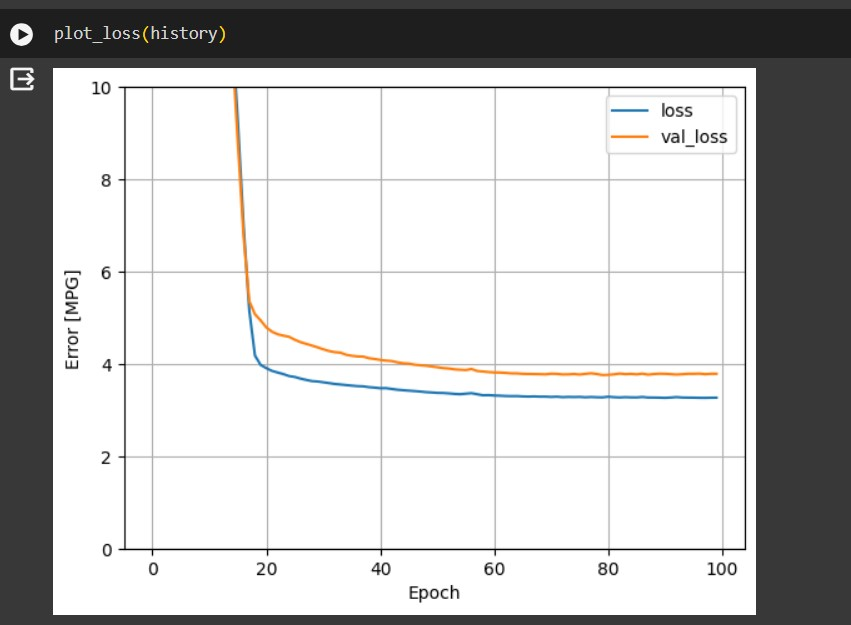 plot_loss(history)
10
loss
val_loss
8
6
Error [MPG]
4
2
0
0 20 40 60 80 100
Epoch